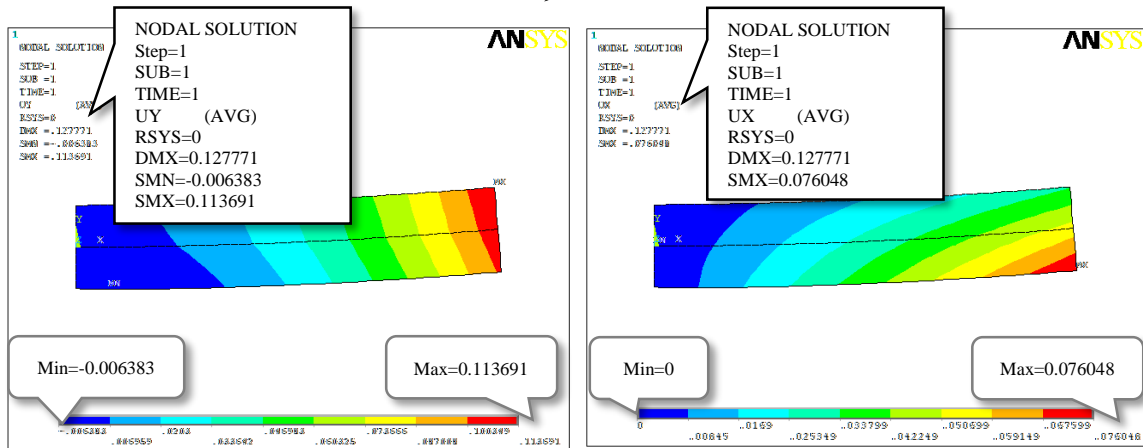 1
NODAL SOLUTION
STEP=1
SUB =1
TIME=1
UY
RSYS=0
DMX =.127771
SMN =-.006383
SMX =.113691
NODAL SOLUTION
Step=1
SUB=1
TIME=1
UY (AVG)
RSYS=0
DMX=0.127771
SMN=-0.006383
SMX=0.113691
ANSYS
MX
Y
X
MN
Min=-0.006383
Max=0.113691
-.006383
.006959
.0203
.033642
.046983
.060325
.073666
.087008
.100349
.113691
1
NODAL SOLUTION
STEP=1
SUB =1
TIME=1
UX (AVG)
RSYS=0
DMX =.127771
SMX =.076048
NODAL SOLUTION
Step=1
SUB=1
TIME=1
UX (AVG)
RSYS=0
DMX=0.127771
SMX=0.076048
ANSYS
Y
MN X
MX
Min=0
Max=0.076048
0
.00845
.0169
.025349
.033799
.042249
.050699
.059149
.067599
.076048